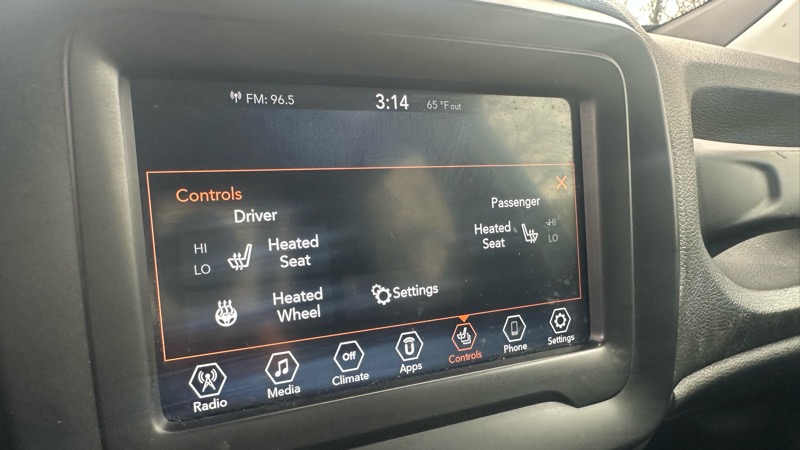 FM: 96.5 3:14 65 °F out
Controls
Driver
Passenger
HI
LO
Heated
Seat
Heated
Seat
HI
LO
Heated
Wheel
Settings
Radio
Media
Off
Climate
Apps
Controls
Phone
Settings